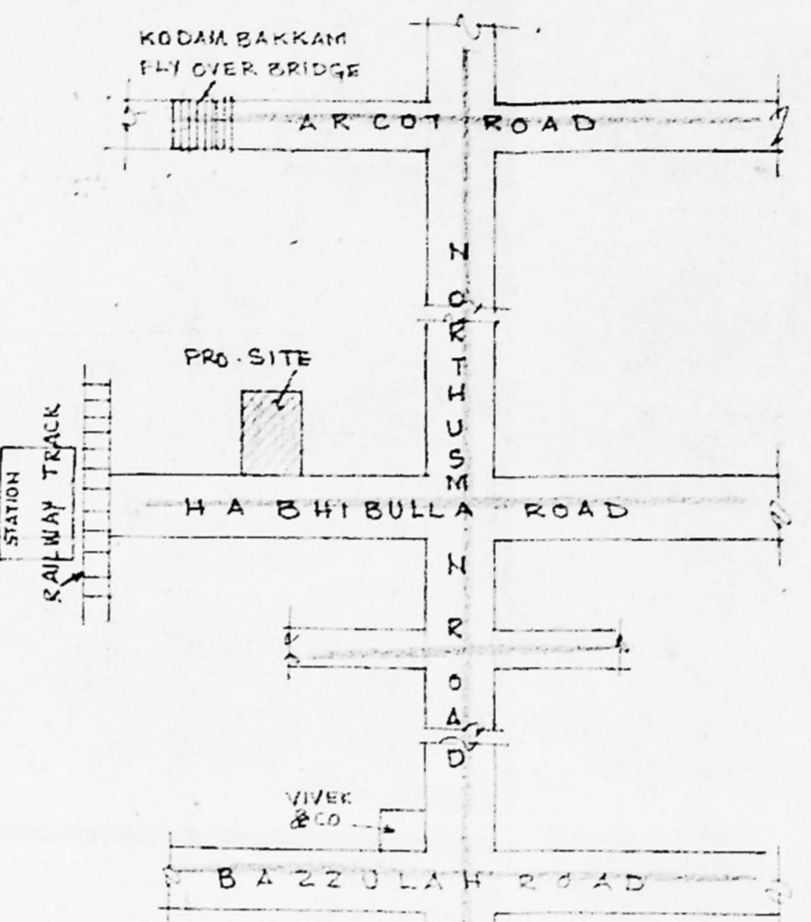 KODAM BAKKAM
FLY OVER BRIDGE
ARCOT ROAD
NORTHUSMAN ROAD
PRO. SITE
STATION
RAILWAY TRACK
HABHIBULLA ROAD
VIVEK
& CO
BAZZULAH ROAD